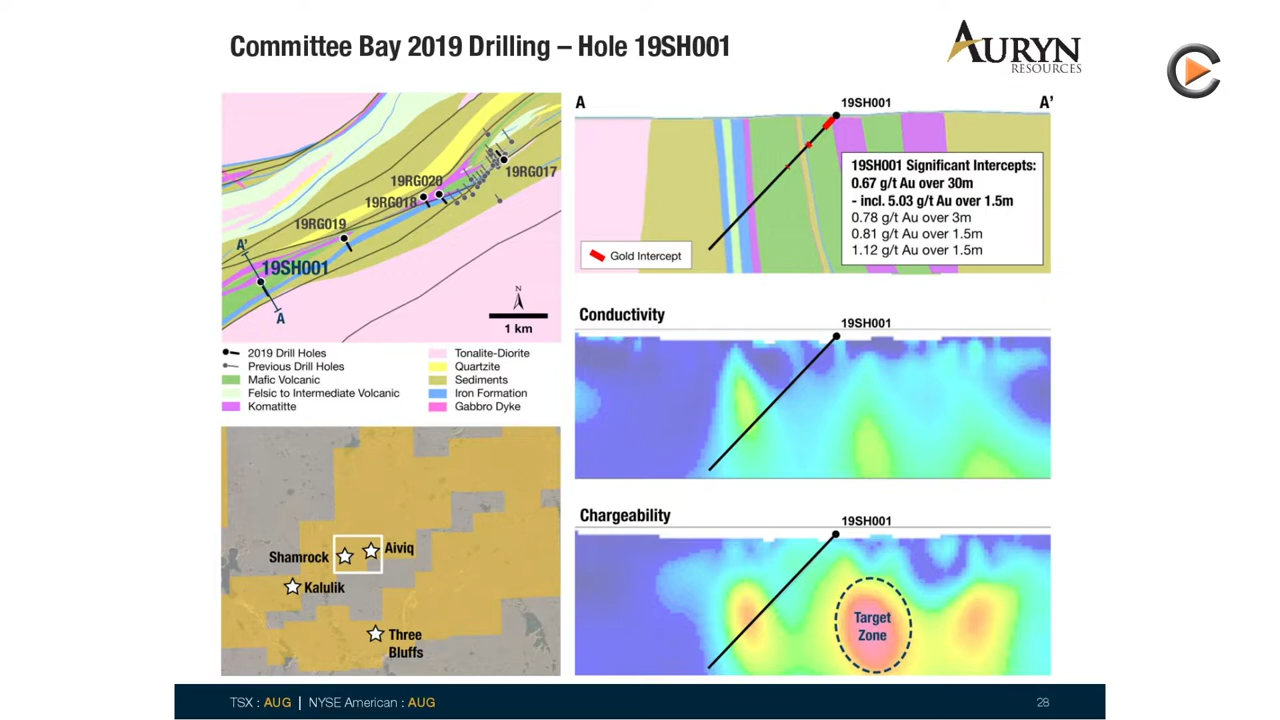 Committee Bay 2019 Drilling – Hole 19SH001
AURYN
RESOURCES
19RG020
19RG017
19RG018
19RG019
A'
19SH001
A
N
1 km
2019 Drill Holes
Previous Drill Holes
Mafic Volcanic
Felsic to Intermediate Volcanic
Komatitte
Tonalite-Diorite
Quartzite
Sediments
Iron Formation
Gabbro Dyke
Shamrock
Aiviq
Kalulik
Three
Bluffs
A
19SH001
A'
19SH001 Significant Intercepts:
0.67 g/t Au over 30m
- incl. 5.03 g/t Au over 1.5m
0.78 g/t Au over 3m
0.81 g/t Au over 1.5m
1.12 g/t Au over 1.5m
Gold Intercept
Conductivity
19SH001
Chargeability
19SH001
Target
Zone
TSX : AUG | NYSE American : AUG
28